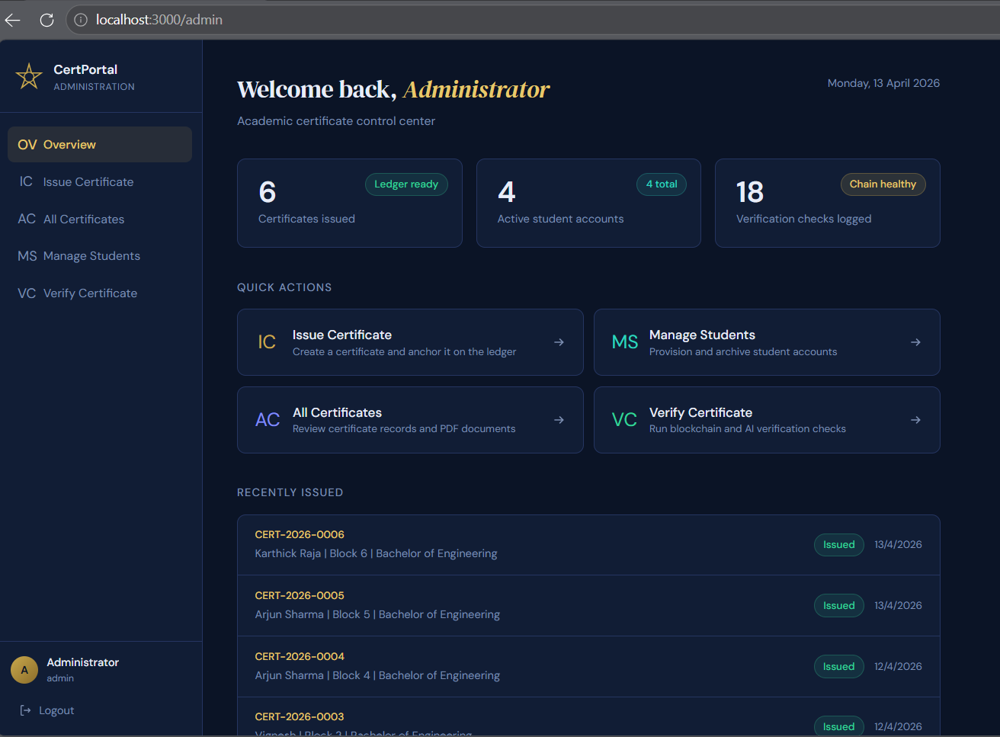 localhost:3000/admin
CertPortal
ADMINISTRATION
OV Overview
IC Issue Certificate
AC All Certificates
MS Manage Students
VC Verify Certificate
Administrator
A
admin
Logout
Welcome back, Administrator
Monday, 13 April 2026
Academic certificate control center
6
Ledger ready
Certificates issued
4
4 total
Active student accounts
18
Chain healthy
Verification checks logged
QUICK ACTIONS
IC
Issue Certificate
Create a certificate and anchor it on the ledger
→
MS
Manage Students
Provision and archive student accounts
→
AC
All Certificates
Review certificate records and PDF documents
→
VC
Verify Certificate
Run blockchain and AI verification checks
→
RECENTLY ISSUED
CERT-2026-0006
Karthick Raja | Block 6 | Bachelor of Engineering
Issued 13/4/2026
CERT-2026-0005
Arjun Sharma | Block 5 | Bachelor of Engineering
Issued 13/4/2026
CERT-2026-0004
Arjun Sharma | Block 4 | Bachelor of Engineering
Issued 12/4/2026
CERT-2026-0003
Issued 12/4/2026